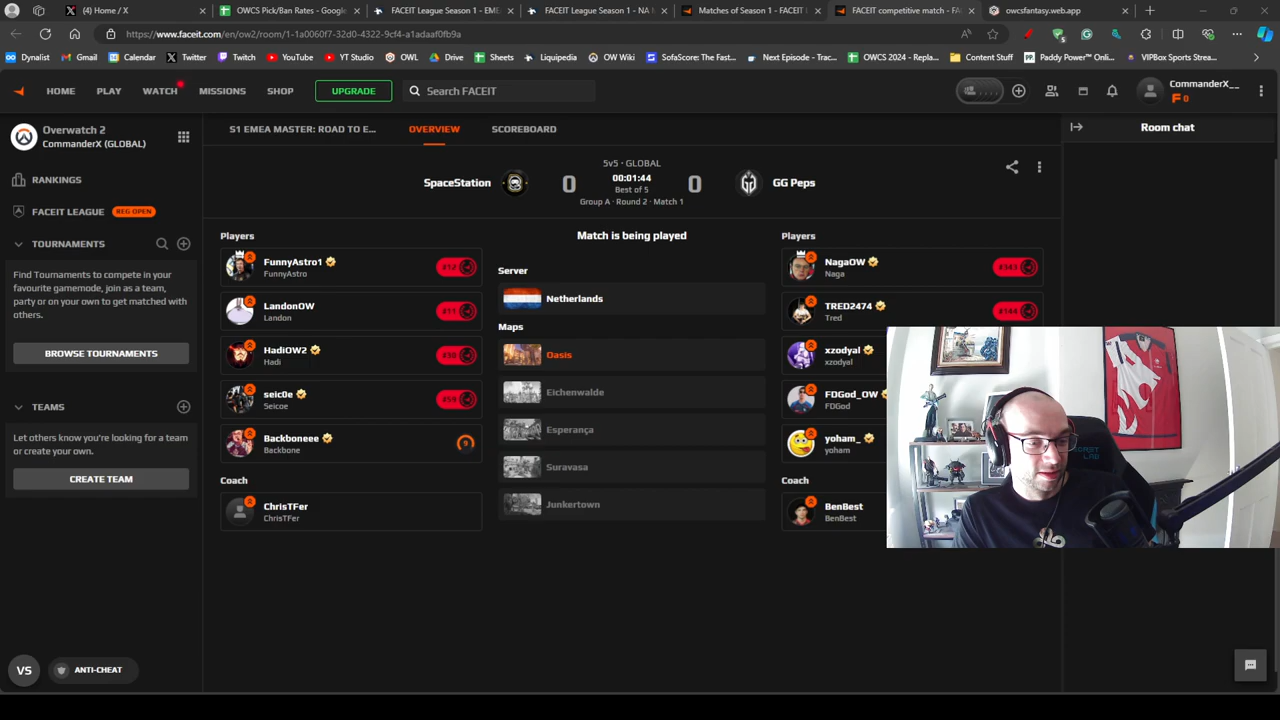 (4) Home / X
OWCS Pick/Ban Rates - Google
FACEIT League Season 1 - EME
FACEIT League Season 1 - NA M
Matches of Season 1 - FACEIT l
FACEIT competitive match - FA
owcsfantasy.web.app
https://www.faceit.com/en/ow2/room/1-1a0060f7-32d0-4322-9cf4-a1adaaf0fb9a
Dynalist
Gmail
Calendar
Twitter
Twitch
YouTube
YT Studio
OWL
Drive
Sheets
Liquipedia
OW Wiki
SofaScore: The Fast...
Next Episode - Trac...
OWCS 2024 - Repla...
Content Stuff
Paddy Power™ Onli...
VIPBox Sports Strea...
HOME
PLAY
WATCH
MISSIONS
SHOP
UPGRADE
Search FACEIT
CommanderX__
0
Overwatch 2
CommanderX (GLOBAL)
S1 EMEA MASTER: ROAD TO E...
OVERVIEW
SCOREBOARD
Room chat
RANKINGS
FACEIT LEAGUE
REG OPEN
TOURNAMENTS
Find Tournaments to compete in your
favourite gamemode, join as a team,
party or on your own to get matched with
others.
BROWSE TOURNAMENTS
TEAMS
Let others know you're looking for a team
or create your own.
CREATE TEAM
VS
ANTI-CHEAT
SpaceStation
0
5v5 • GLOBAL
00:01:44
Best of 5
Group A • Round 2 • Match 1
0
GG Peps
Players
FunnyAstro1
FunnyAstro
#12
LandonOW
Landon
#11
HadiOW2
Hadi
#30
seic0e
Seicoe
#59
Backboneee
Backbone
9
Coach
ChrisTFer
ChrisTFer
Match is being played
Server
Netherlands
Maps
Oasis
Eichenwalde
Esperança
Suravasa
Junkertown
Players
NagaOW
Naga
#343
TRED2474
Tred
#144
xzodyal
xzodyal
FDGod_OW
FDGod
yoham_
yoham
Coach
BenBest
BenBest